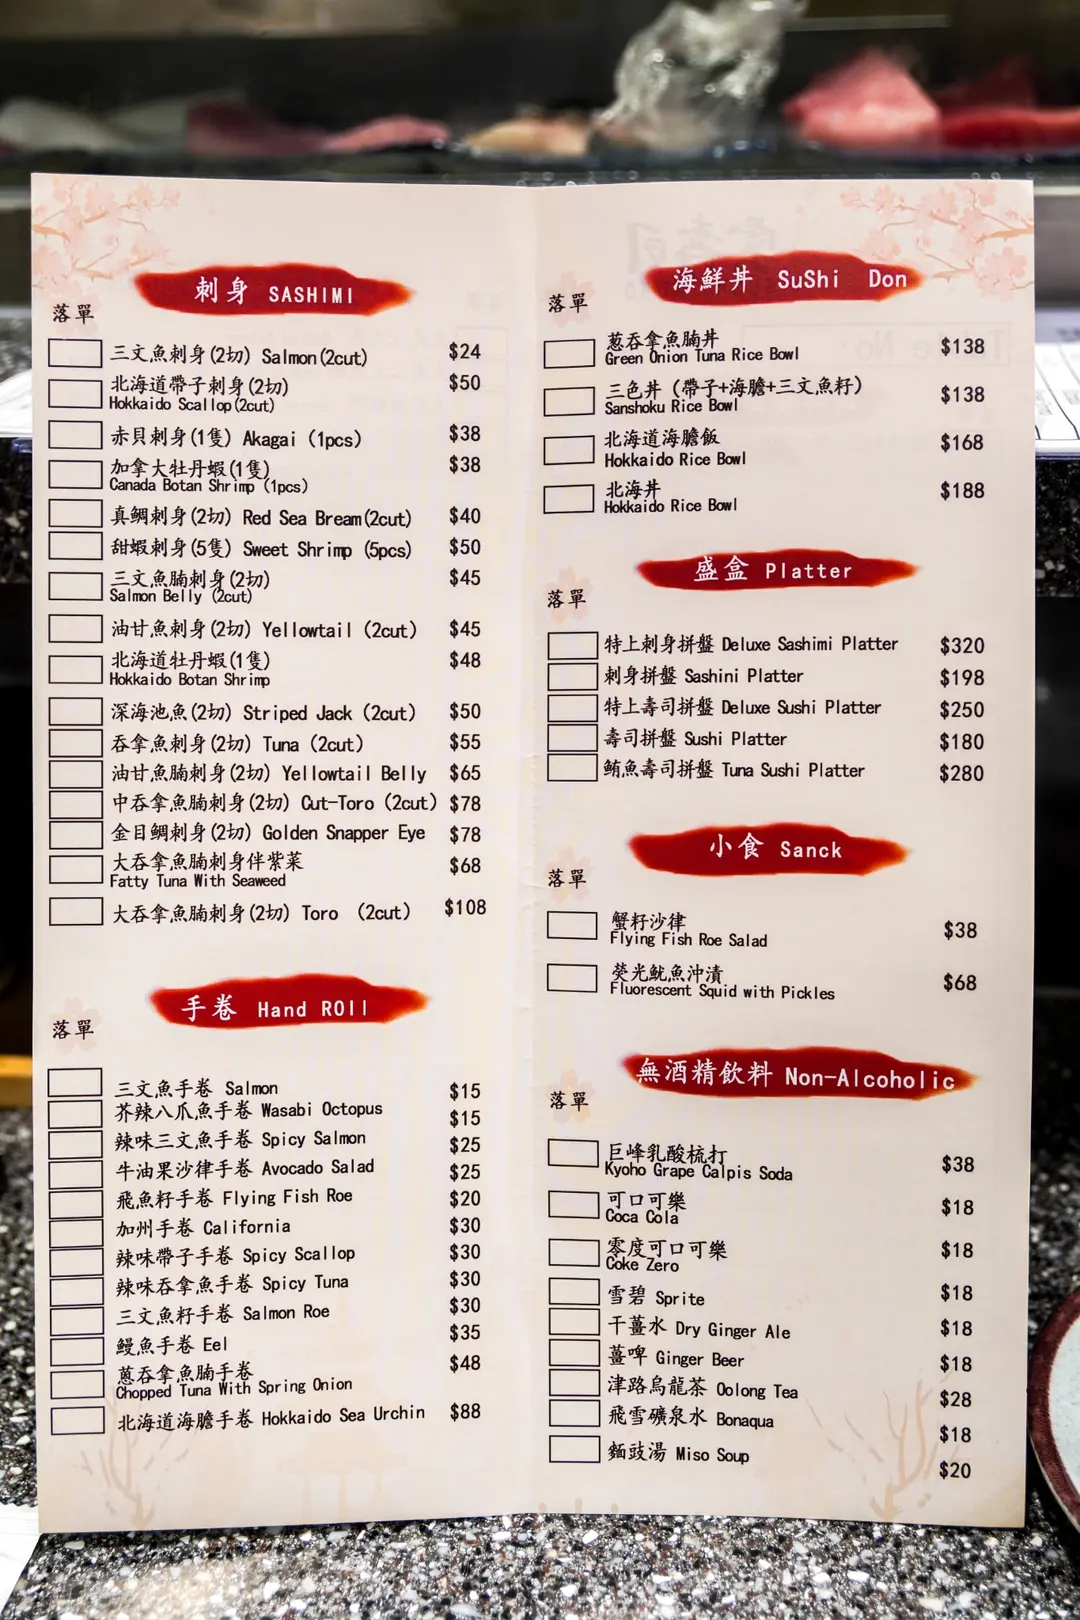 刺身 SASHIMI
落單
三文魚刺身(2切) Salmon(2cut) $24
北海道帶子刺身(2切) $50
Hokkaido Scallop(2cut)
赤貝刺身(1隻) Akagai (1pcs) $38
加拿大牡丹蝦(1隻) $38
Canada Botan Shrimp (1pcs)
真鯛刺身(2切) Red Sea Bream(2cut) $40
甜蝦刺身(5隻) Sweet Shrimp (5pcs) $50
三文魚腩刺身(2切) $45
Salmon Belly (2cut)
油甘魚刺身(2切) Yellowtail (2cut) $45
北海道牡丹蝦(1隻) $48
Hokkaido Botan Shrimp
深海池魚(2切) Striped Jack (2cut) $50
吞拿魚刺身(2切) Tuna (2cut) $55
油甘魚腩刺身(2切) Yellowtail Belly $65
中吞拿魚腩刺身(2切) Cut-Toro (2cut) $78
金目鯛刺身(2切) Golden Snapper Eye $78
大吞拿魚腩刺身伴紫菜 $68
Fatty Tuna With Seaweed
大吞拿魚腩刺身(2切) Toro (2cut) $108
手卷 Hand ROll
落單
三文魚手卷 Salmon $15
芥辣八爪魚手卷 Wasabi Octopus $15
辣味三文魚手卷 Spicy Salmon $25
牛油果沙律手卷 Avocado Salad $25
飛魚籽手卷 Flying Fish Roe $20
加州手卷 California $30
辣味帶子手卷 Spicy Scallop $30
辣味吞拿魚手卷 Spicy Tuna $30
三文魚籽手卷 Salmon Roe $30
鰻魚手卷 Eel $35
蔥吞拿魚腩手卷 $48
Chopped Tuna With Spring Onion
北海道海膽手卷 Hokkaido Sea Urchin $88
海鮮丼 SuShi Don
落單
蔥吞拿魚腩丼 $138
Green Onion Tuna Rice Bowl
三色丼 (帶子+海膽+三文魚籽) $138
Sanshoku Rice Bowl
北海道海膽飯 $168
Hokkaido Rice Bowl
北海丼 $188
Hokkaido Rice Bowl
盛盒 Platter
落單
特上刺身拼盤 Deluxe Sashimi Platter $320
刺身拼盤 Sashini Platter $198
特上壽司拼盤 Deluxe Sushi Platter $250
壽司拼盤 Sushi Platter $180
鮪魚壽司拼盤 Tuna Sushi Platter $280
小食 Sanck
落單
蟹籽沙律 $38
Flying Fish Roe Salad
熒光魷魚沖漬 $68
Fluorescent Squid with Pickles
無酒精飲料 Non-Alcoholic
落單
巨峰乳酸梳打 $38
Kyoho Grape Calpis Soda
可口可樂 $18
Coca Cola
零度可口可樂 $18
Coke Zero
雪碧 Sprite $18
干薑水 Dry Ginger Ale $18
薑啤 Ginger Beer $18
津路烏龍茶 Oolong Tea $28
飛雪礦泉水 Bonaqua $18
麵豉湯 Miso Soup $20